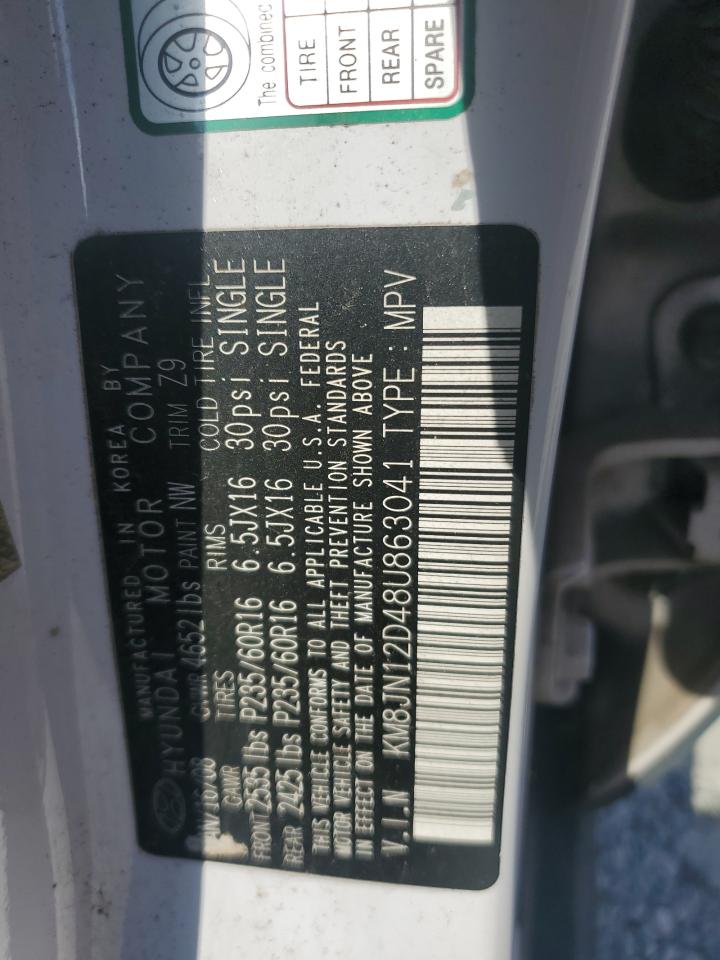 The combined
TIRE
FRONT
REAR
SPARE
MANUFACTURED IN KOREA BY
HYUNDAI MOTOR COMPANY
GVWR 4652 lbs PAINT NW TRIM Z9
GAWR TIRES RIMS COLD TIRE INFL
FRONT 2535 lbs P235/60R16 6.5JX16 30psi SINGLE
REAR 2425 lbs P235/60R16 6.5JX16 30psi SINGLE
THIS VEHICLE CONFORMS TO ALL APPLICABLE U.S.A. FEDERAL
MOTOR VEHICLE SAFETY AND THEFT PREVENTION STANDARDS
IN EFFECT ON THE DATE OF MANUFACTURE SHOWN ABOVE
V.I.N KM8JN12D48U863041 TYPE : MPV